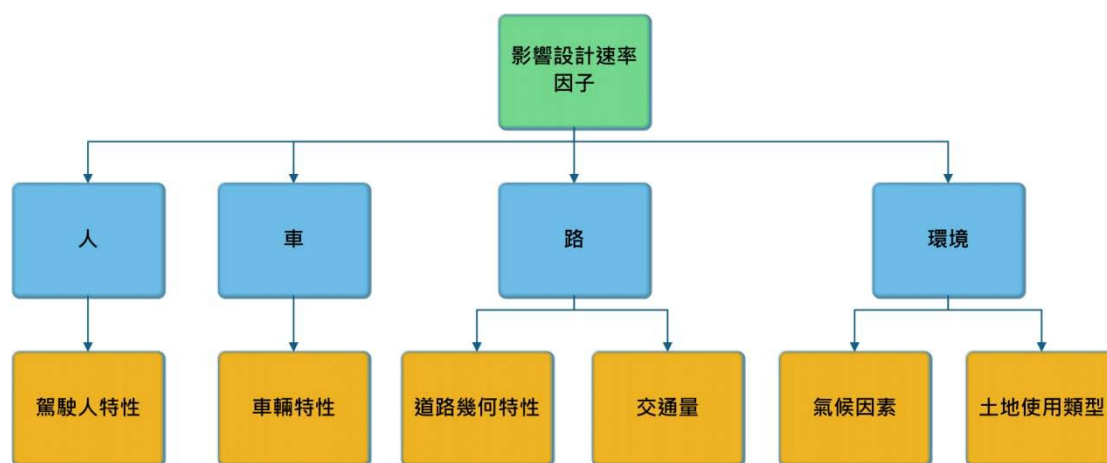 影響設計速率
因子
人
車
路
環境
駕駛人特性
車輛特性
道路幾何特性
交通量
氣候因素
土地使用類型